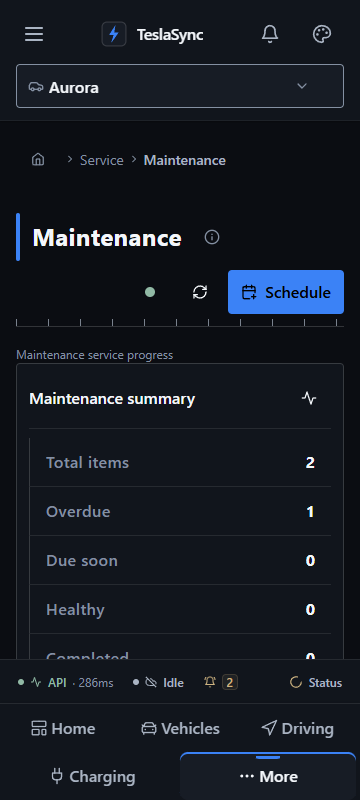 TeslaSync
Aurora
Service > Maintenance
Maintenance
Schedule
Maintenance service progress
Maintenance summary
Total items 2
Overdue 1
Due soon 0
Healthy 0
Completed 0
API · 286ms Idle 2 Status
Home Vehicles Driving
Charging More